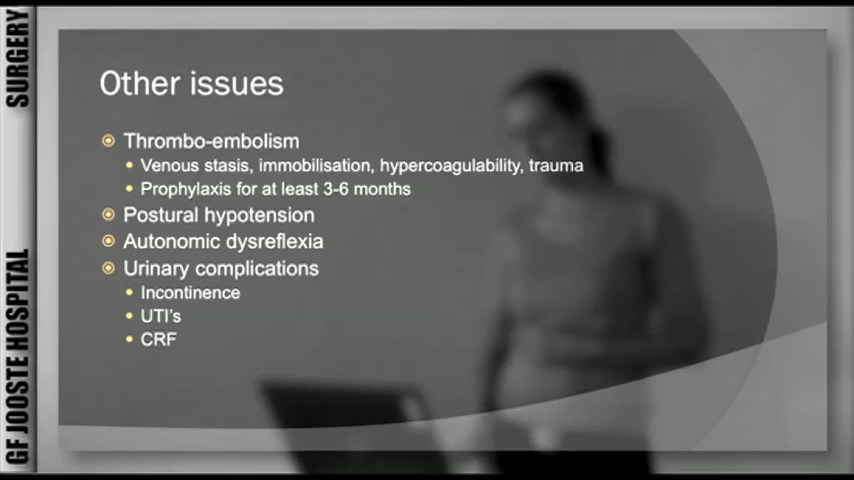 SURGERY
GF JOOSTE HOSPITAL
Other issues
Thrombo-embolism
Venous stasis, immobilisation, hypercoagulability, trauma
Prophylaxis for at least 3-6 months
Postural hypotension
Autonomic dysreflexia
Urinary complications
Incontinence
UTI's
CRF